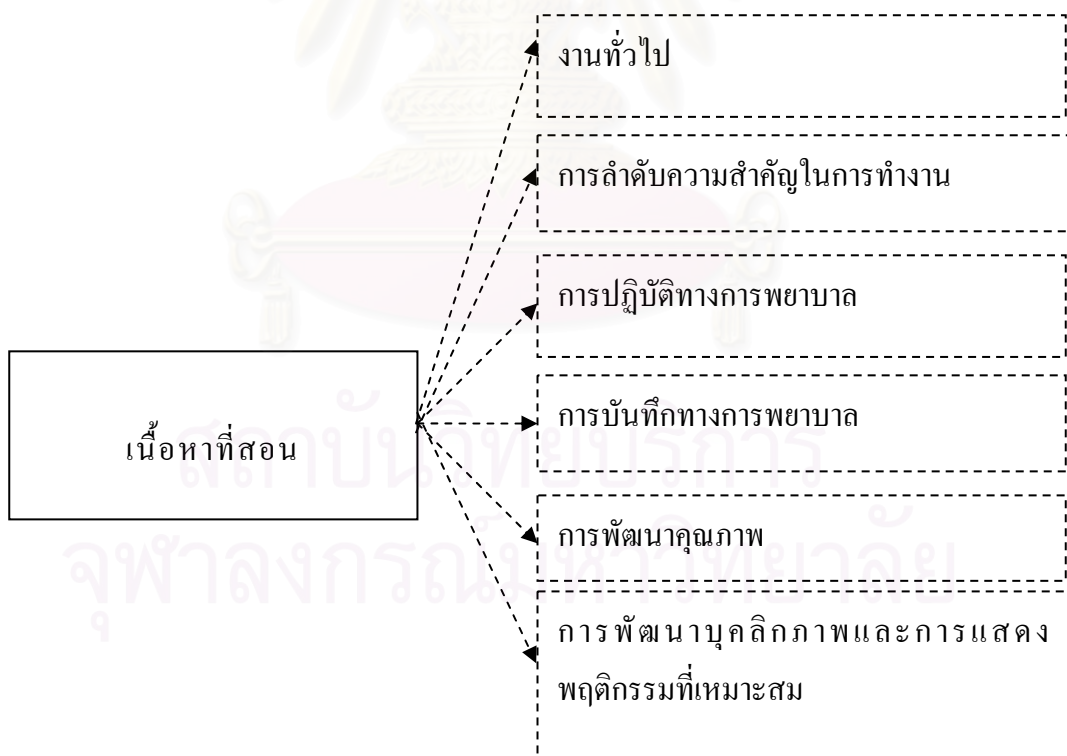 งานทั่วไป
การลำดับความสำคัญในการทำงาน
การปฏิบัติทางการพยาบาล
เนื้อหาที่สอน
การบันทึกทางการพยาบาล
การพัฒนาคุณภาพ
การพัฒนาบุคลิกภาพและการแสดง
พฤติกรรมที่เหมาะสม
สถาบันวิทยบริการ
จุฬาลงกรณ์มหาวิทยาลัย